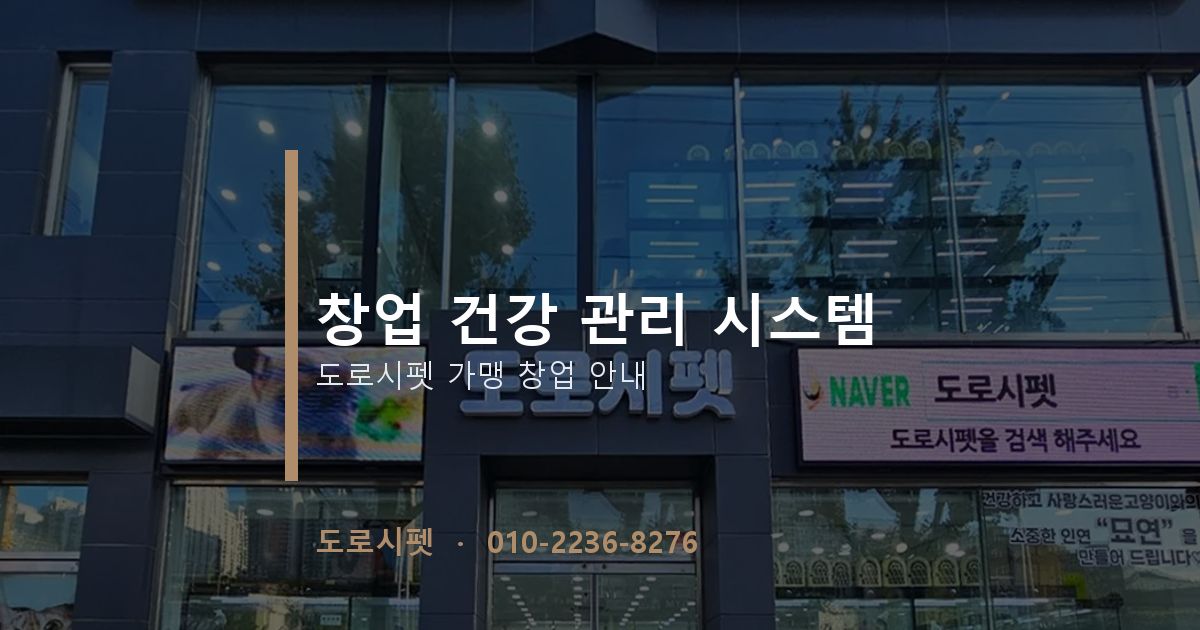 창업 건강 관리 시스템
도로시펫 가맹 창업 안내
도로시펫
NAVER 도로시펫
도로시펫을 검색 해주세요
건강하고 사랑스러운고양이와의
소중한 인연 “묘연” 을
만들어 드립니다
도로시펫 · 010-2236-8276